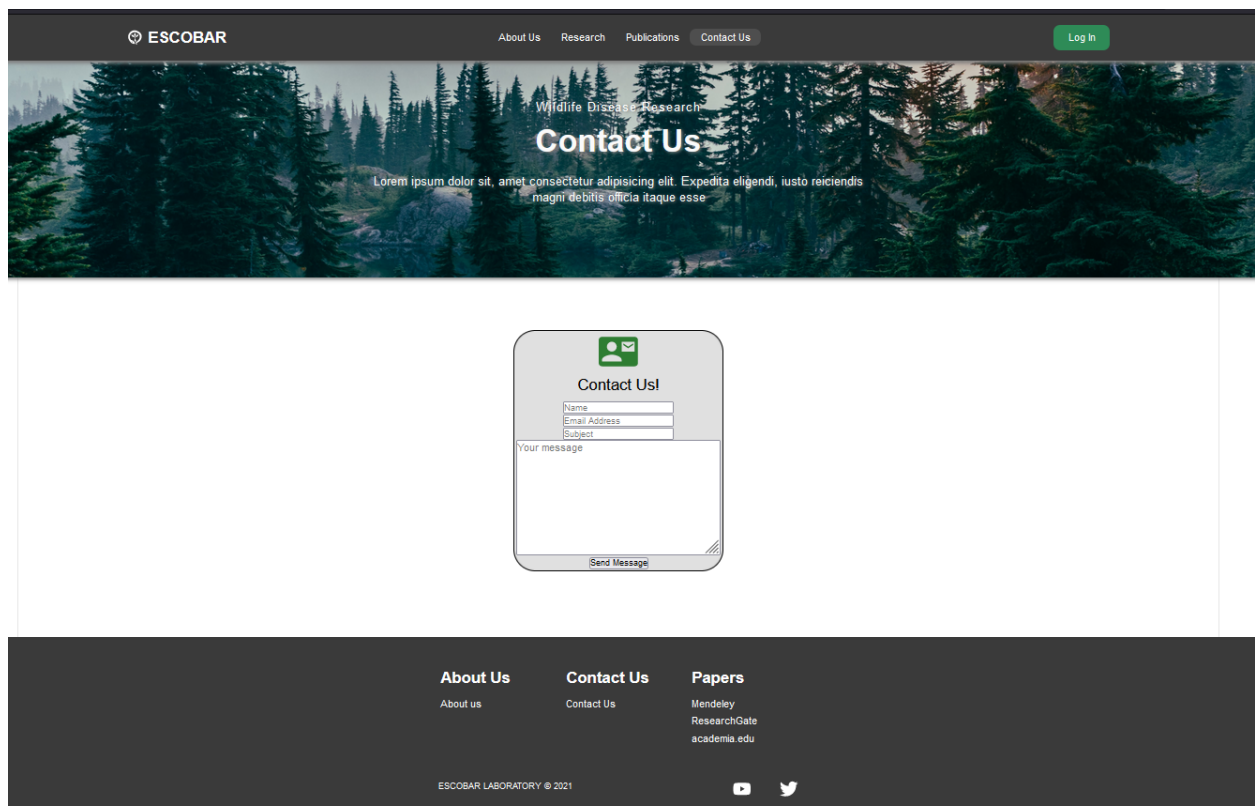 ESCOBAR
About Us Research Publications Contact Us
Log In
Wildlife Disease Research
Contact Us
Lorem ipsum dolor sit, amet consectetur adipisicing elit. Expedita eligendi, iusto reiciendis
magni debitis officia itaque esse
Contact Us!
Name
Email Address
Subject
Your message
Send Message
About Us Contact Us Papers
About us Contact Us Mendeley
ResearchGate
academia.edu
ESCOBAR LABORATORY © 2021